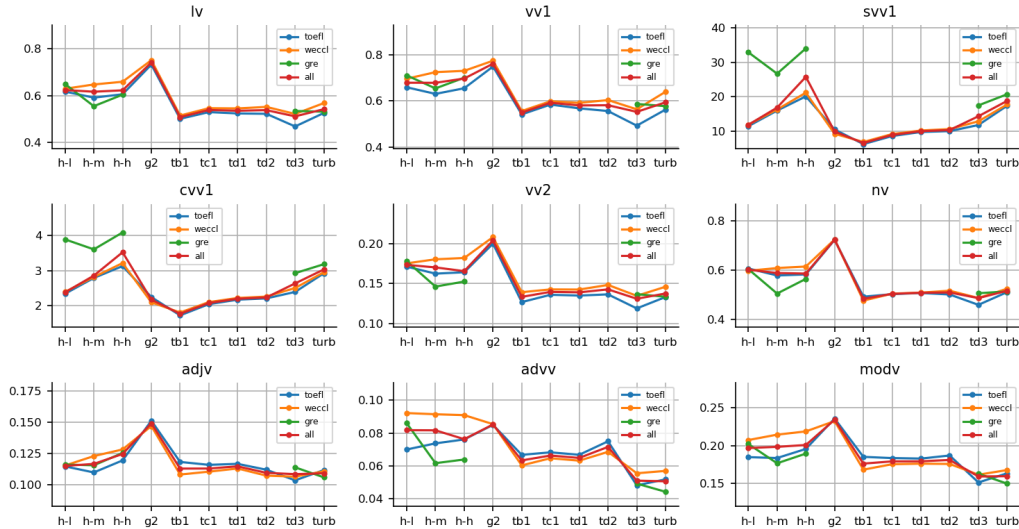 lv
0.8
0.6
0.4
h-l h-m h-h g2 tb1 tc1 td1 td2 td3 turb
toefl
weccl
gre
all
vv1
0.8
0.6
0.4
h-l h-m h-h g2 tb1 tc1 td1 td2 td3 turb
toefl
weccl
gre
all
svv1
40
30
20
10
h-l h-m h-h g2 tb1 tc1 td1 td2 td3 turb
toefl
weccl
gre
all
cvv1
4
3
2
h-l h-m h-h g2 tb1 tc1 td1 td2 td3 turb
toefl
weccl
gre
all
vv2
0.20
0.15
0.10
h-l h-m h-h g2 tb1 tc1 td1 td2 td3 turb
toefl
weccl
gre
all
nv
0.8
0.6
0.4
h-l h-m h-h g2 tb1 tc1 td1 td2 td3 turb
toefl
weccl
gre
all
adjv
0.175
0.150
0.125
0.100
h-l h-m h-h g2 tb1 tc1 td1 td2 td3 turb
toefl
weccl
gre
all
advv
0.10
0.08
0.06
0.04
h-l h-m h-h g2 tb1 tc1 td1 td2 td3 turb
toefl
weccl
gre
all
modv
0.25
0.20
0.15
h-l h-m h-h g2 tb1 tc1 td1 td2 td3 turb
toefl
weccl
gre
all